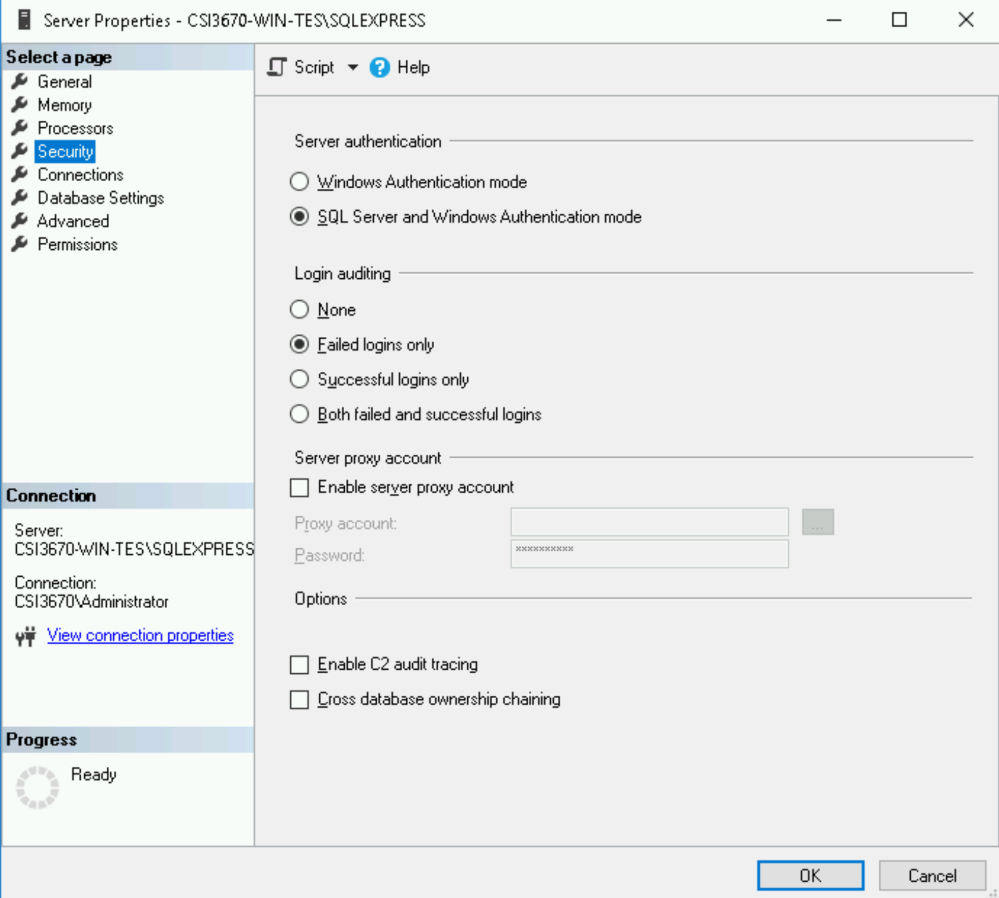 Server Properties - CSI3670-WIN-TES\SQLEXPRESS
Select a page
General
Memory
Processors
Security
Connections
Database Settings
Advanced
Permissions
Connection
Server:
CSI3670-WIN-TES\SQLEXPRESS
Connection:
CSI3670\Administrator
View connection properties
Progress
Ready
Script
Help
Server authentication
Windows Authentication mode
SQL Server and Windows Authentication mode
Login auditing
None
Failed logins only
Successful logins only
Both failed and successful logins
Server proxy account
Enable server proxy account
Proxy account:
...
Password:
**********
Options
Enable C2 audit tracing
Cross database ownership chaining
OK
Cancel